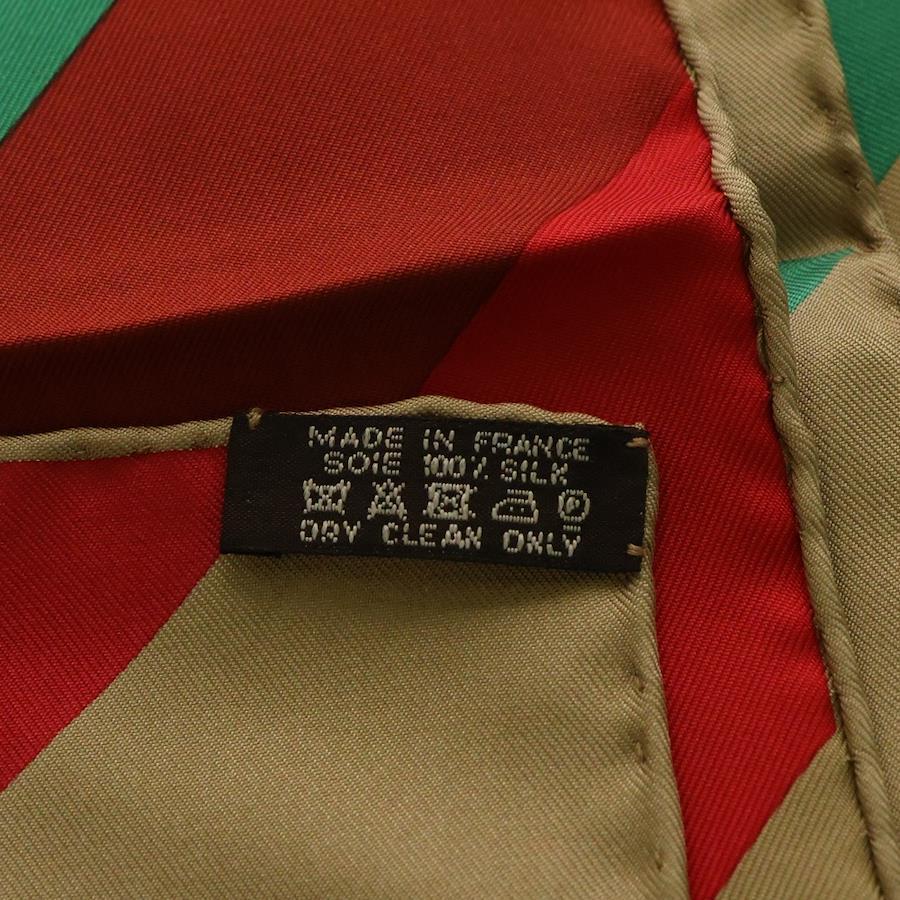 MADE IN FRANCE
SOIE 100% SILK
P
DRY CLEAN ONLY